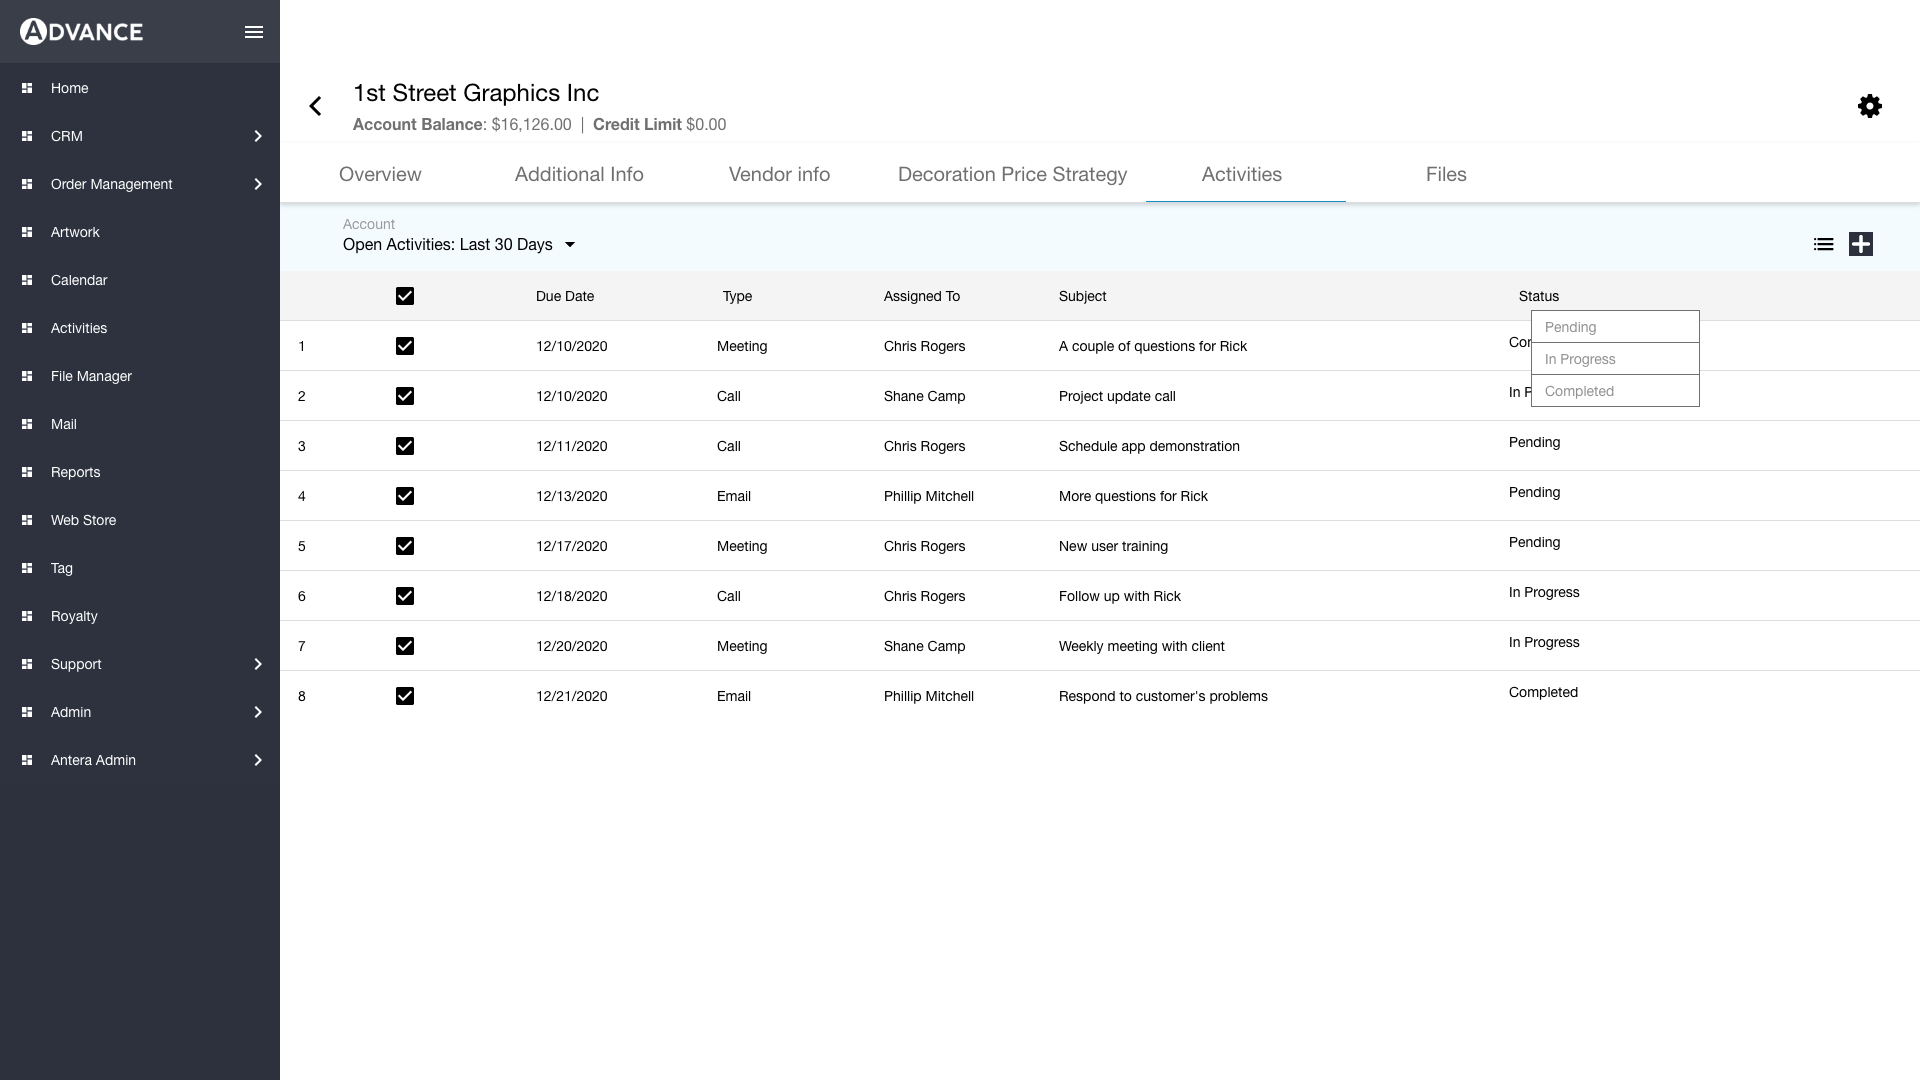 ADVANCE
Home
CRM
Order Management
Artwork
Calendar
Activities
File Manager
Mail
Reports
Web Store
Tag
Royalty
Support
Admin
Antera Admin
1st Street Graphics Inc
Account Balance: $16,126.00 | Credit Limit $0.00
Overview Additional Info Vendor info Decoration Price Strategy Activities Files
Account
Open Activities: Last 30 Days
Due Date Type Assigned To Subject Status
Pending
In Progress
Completed
1 12/10/2020 Meeting Chris Rogers A couple of questions for Rick
2 12/10/2020 Call Shane Camp Project update call In
3 12/11/2020 Call Chris Rogers Schedule app demonstration Pending
4 12/13/2020 Email Phillip Mitchell More questions for Rick Pending
5 12/17/2020 Meeting Chris Rogers New user training Pending
6 12/18/2020 Call Chris Rogers Follow up with Rick In Progress
7 12/20/2020 Meeting Shane Camp Weekly meeting with client In Progress
8 12/21/2020 Email Phillip Mitchell Respond to customer's problems Completed